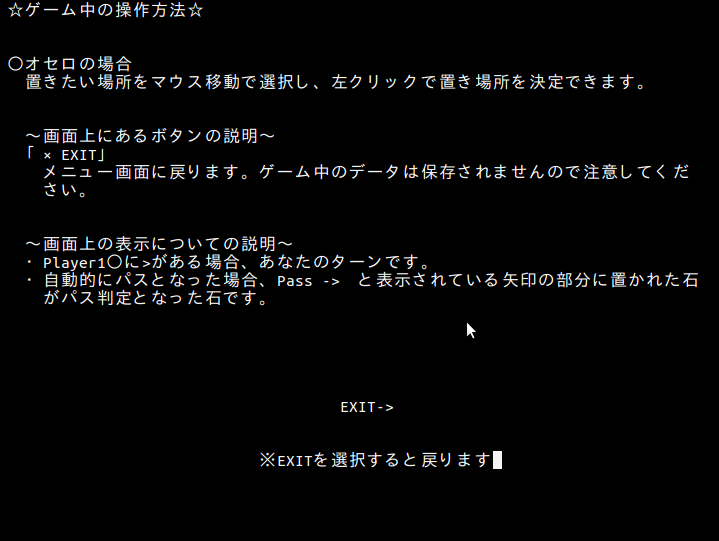 ☆ゲーム中の操作方法☆
○オセロの場合
置きたい場所をマウス移動で選択し、左クリックで置き場所を決定できます。
～画面上にあるボタンの説明～
「 × EXIT」
メニュー画面に戻ります。ゲーム中のデータは保存されませんので注意してくだ
さい。
～画面上の表示についての説明～
・ Player1○に>がある場合、あなたのターンです。
・ 自動的にパスとなった場合、Pass -> と表示されている矢印の部分に置かれた石
がパス判定となった石です。
EXIT->
※EXITを選択すると戻ります